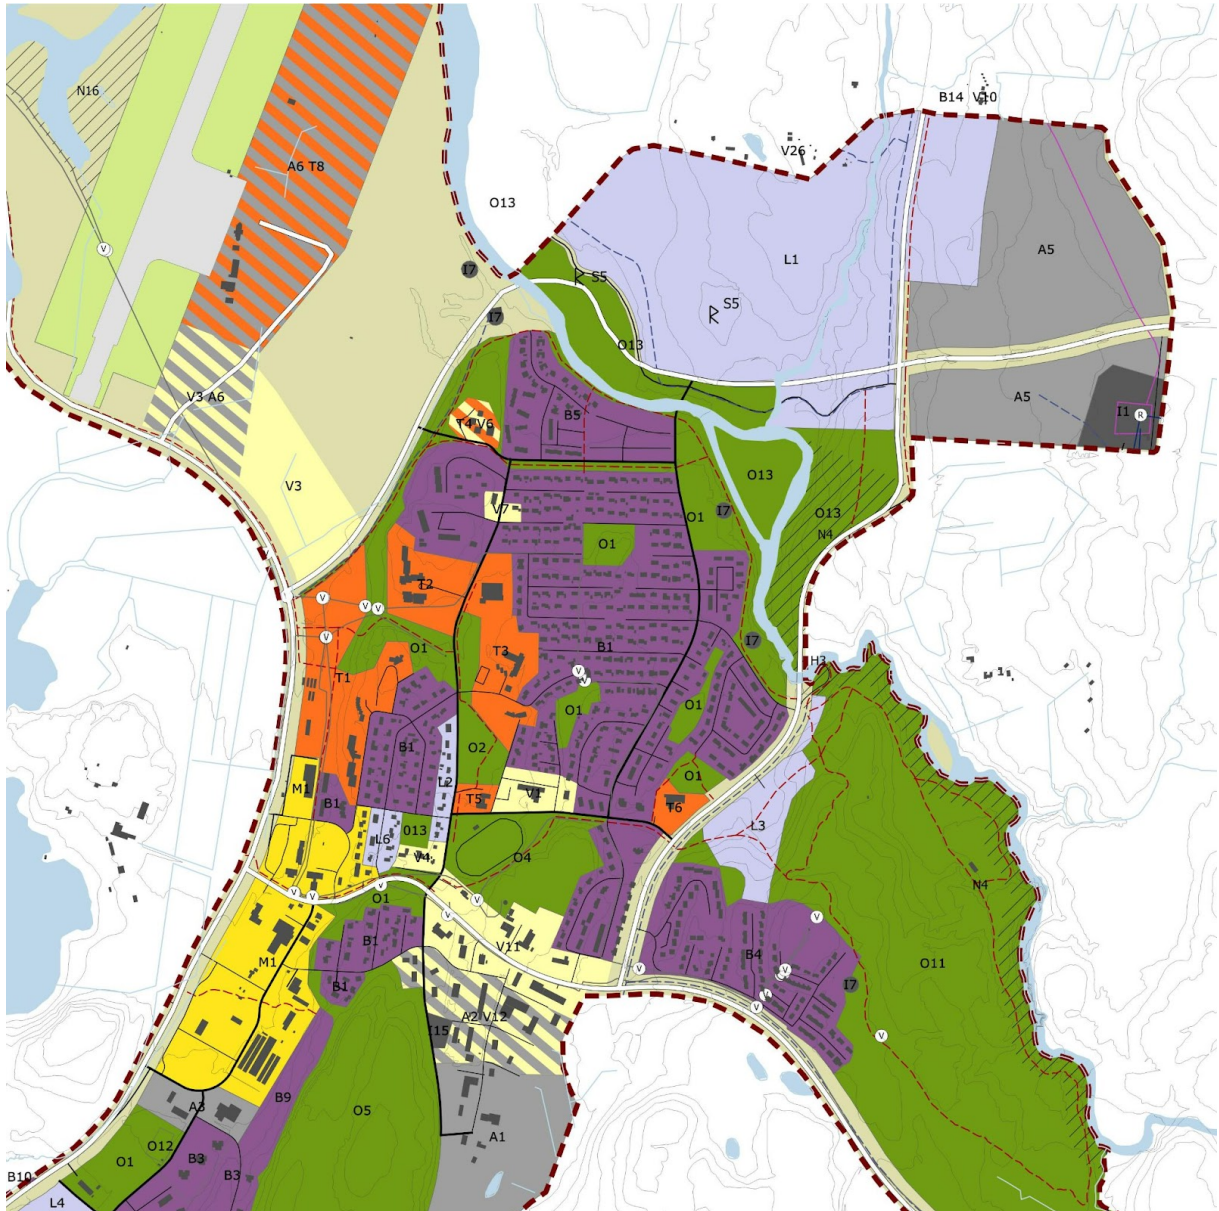 N16
B14 V10
V26
A6 T8
O13
V
L1
A5
I7
S5
S5
I7
O13
V3 A6
B5
A5
I1
R
T4 V6
V3
O13
V7
I7
O13
N4
O1
O1
T2
V
V
V
V
I7
O1
T3
B1
H3
T1
V
V
O1
O1
B1
O2
L2
O1
M1
V1
T5
B1
T6
L3
L6
013
V4
O4
N4
V
V
V
O1
V
V
V
B1
V11
M1
V
B4
V
O11
B1
I7
V
V
A2 V12
I15
V
B9
A3
O5
A1
O12
O1
B3
B3
B10
L4